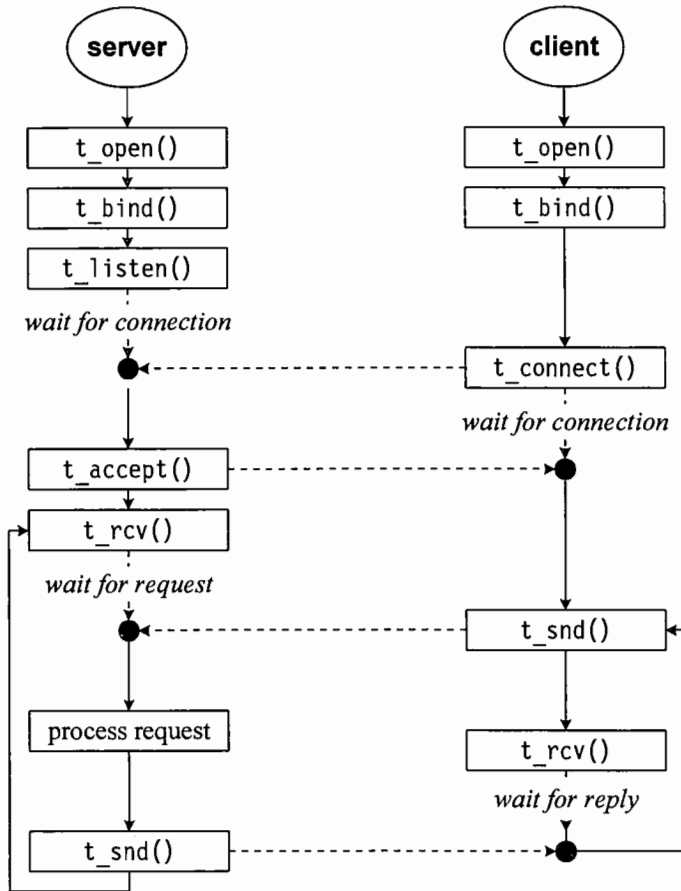 server
client
t_open()
t_open()
t_bind()
t_bind()
t_listen()
wait for connection
t_connect()
wait for connection
t_accept()
t_rcv()
wait for request
t_snd()
process request
t_rcv()
wait for reply
t_snd()